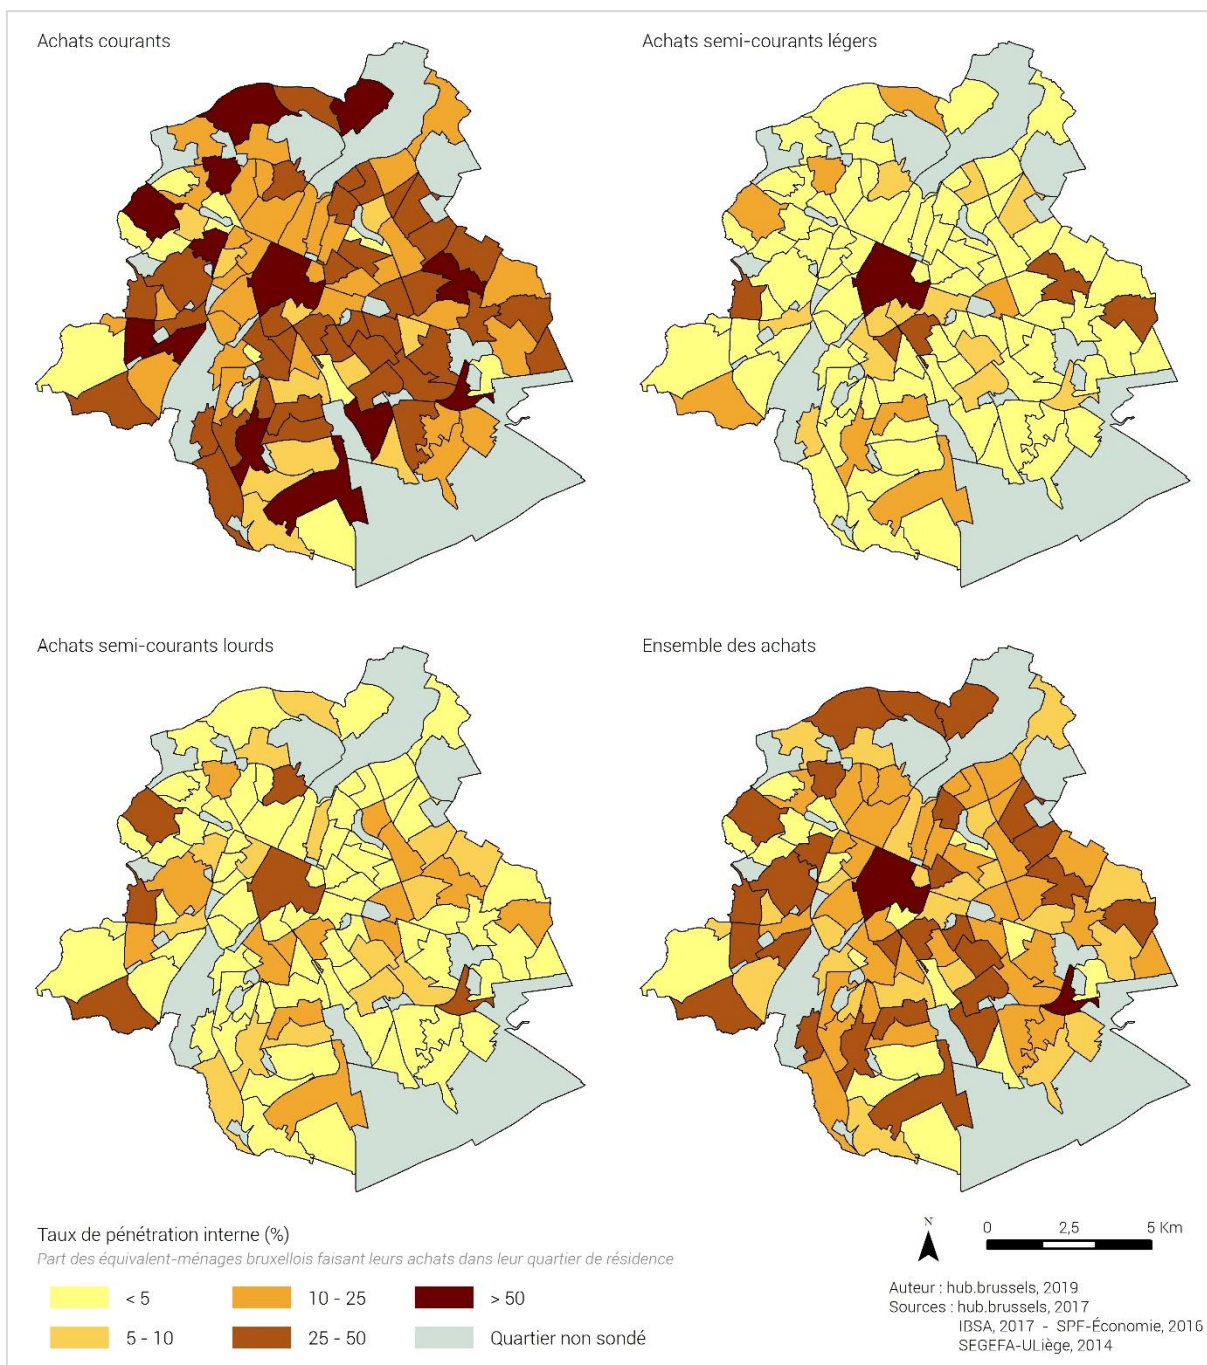 Achats courants
Achats semi-courants légers
Achats semi-courants lourds
Ensemble des achats
Taux de pénétration interne (%)
Part des équivalent-ménages bruxellois faisant leurs achats dans leur quartier de résidence
< 5
10 - 25
> 50
5 - 10
25 - 50
Quartier non sondé
N
0 2,5 5 Km
Auteur : hub.brussels, 2019
Sources : hub.brussels, 2017
IBSA, 2017 - SPF-Économie, 2016
SEGEFA-ULiège, 2014